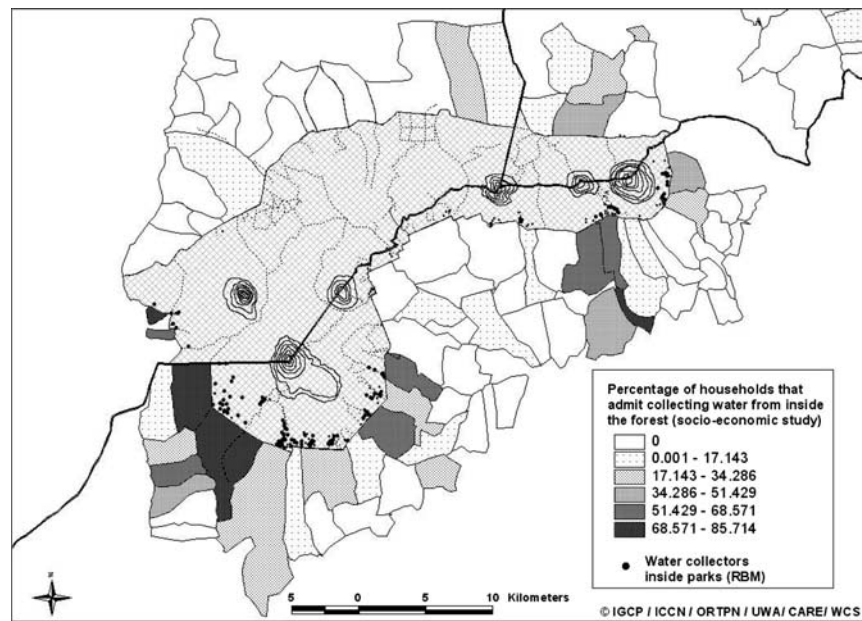 Percentage of households that
admit collecting water from inside
the forest (socio-economic study)
0
0.001 - 17.143
17.143 - 34.286
34.286 - 51.429
51.429 - 68.571
68.571 - 85.714
Water collectors
inside parks (RBM)
5 0 5 10 Kilometers
© IGCP / ICCN / ORTPN / UWA/ CARE/ WCS